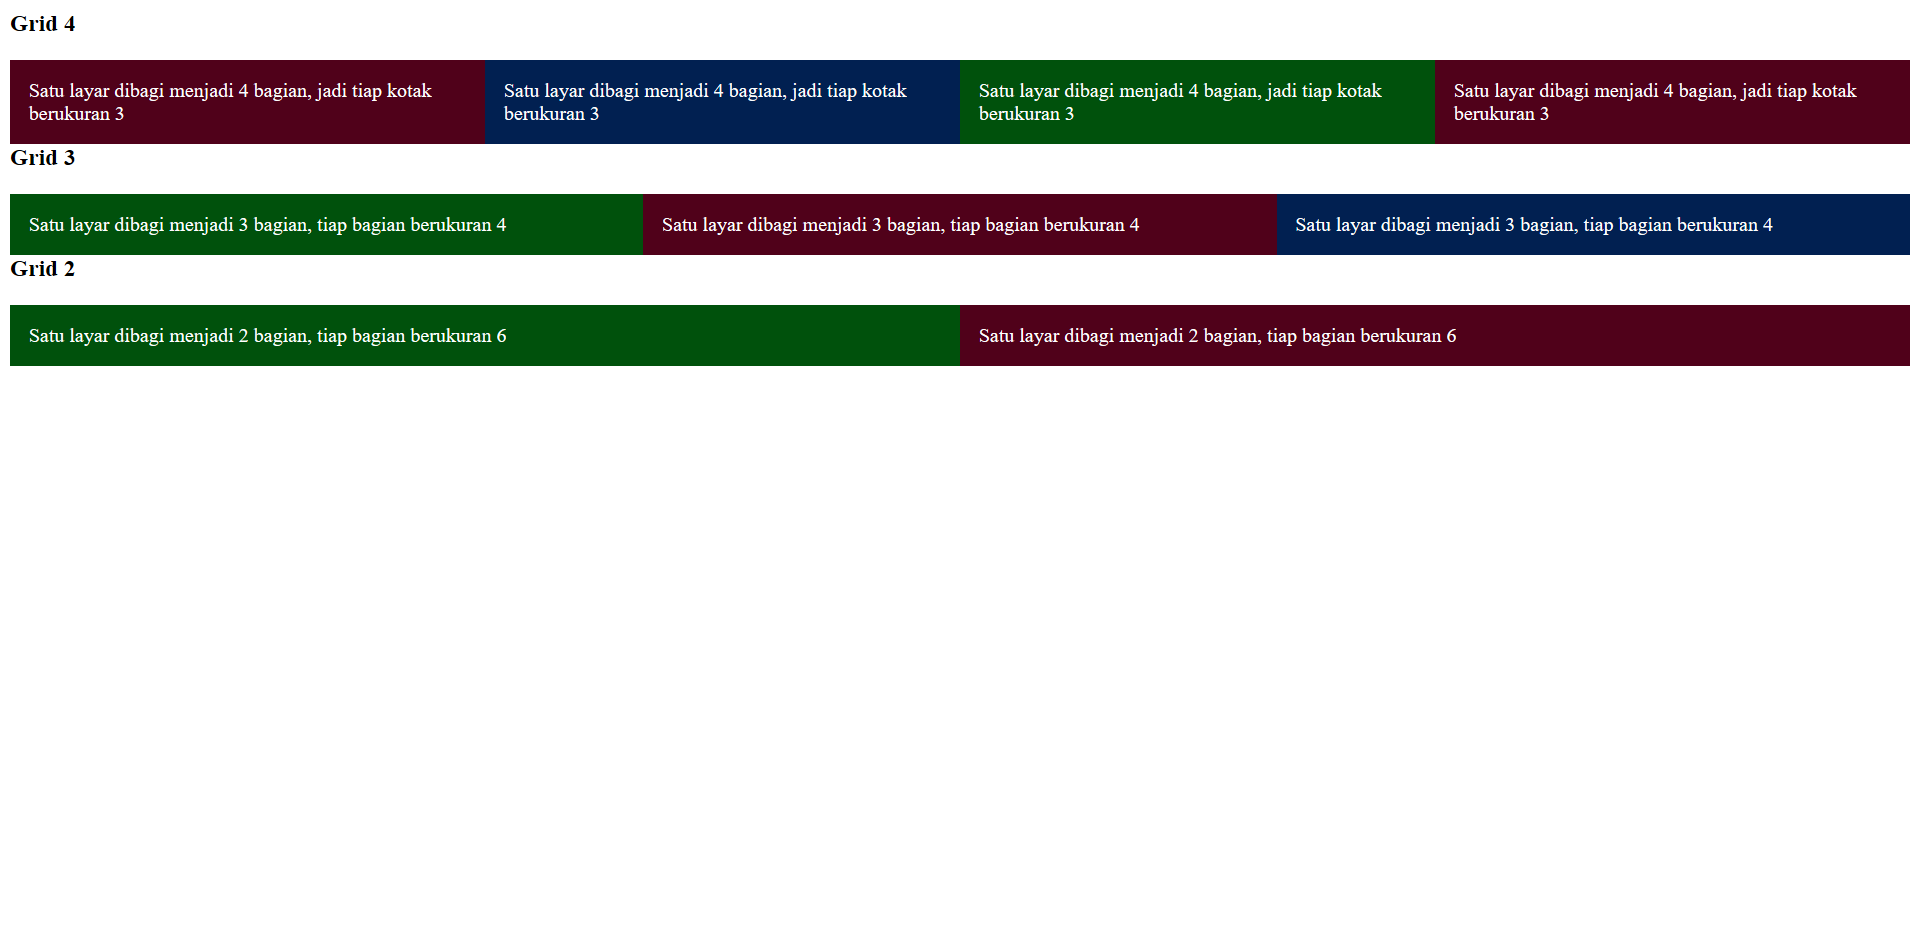 Grid 4
Satu layar dibagi menjadi 4 bagian, jadi tiap kotak
berukuran 3
Satu layar dibagi menjadi 4 bagian, jadi tiap kotak
berukuran 3
Satu layar dibagi menjadi 4 bagian, jadi tiap kotak
berukuran 3
Satu layar dibagi menjadi 4 bagian, jadi tiap kotak
berukuran 3
Grid 3
Satu layar dibagi menjadi 3 bagian, tiap bagian berukuran 4
Satu layar dibagi menjadi 3 bagian, tiap bagian berukuran 4
Satu layar dibagi menjadi 3 bagian, tiap bagian berukuran 4
Grid 2
Satu layar dibagi menjadi 2 bagian, tiap bagian berukuran 6
Satu layar dibagi menjadi 2 bagian, tiap bagian berukuran 6